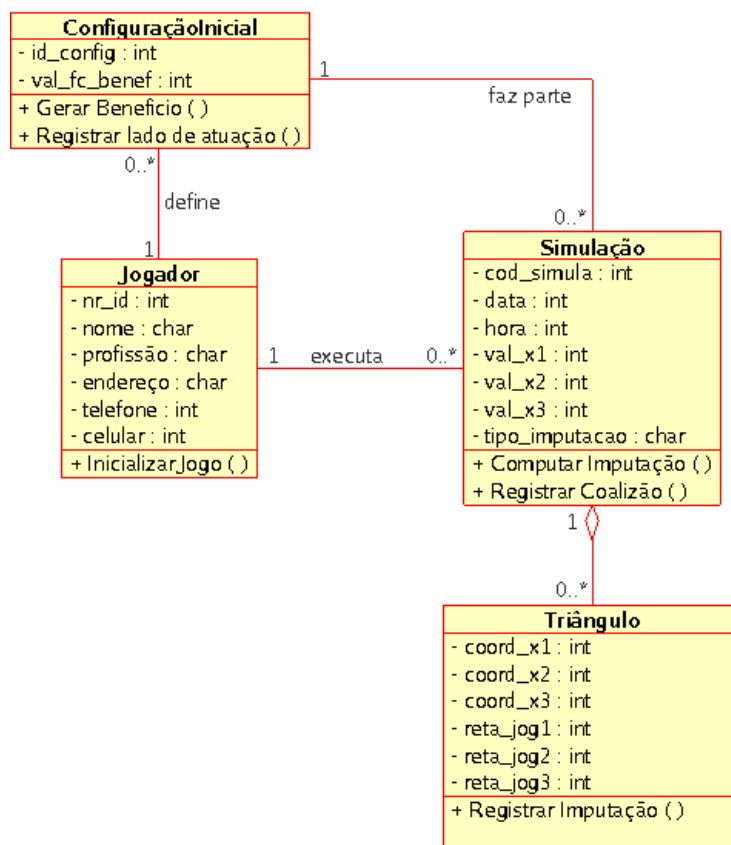 ConfiguraçãoInicial
- id_config : int
- val_fc_benef : int
+ Gerar Beneficio ( )
+ Registrar lado de atuação ( )
1
faz parte
0..*
0..*
define
1
Jogador
- nr_id : int
- nome : char
- profissão : char
- endereço : char
- telefone : int
- celular : int
+ InicializarJogo ( )
1 executa 0..*
Simulação
- cod_simula : int
- data : int
- hora : int
- val_x1 : int
- val_x2 : int
- val_x3 : int
- tipo_imputacao : char
+ Computar Imputação ( )
+ Registrar Coalizão ( )
1
0..*
Triângulo
- coord_x1 : int
- coord_x2 : int
- coord_x3 : int
- reta_jog1 : int
- reta_jog2 : int
- reta_jog3 : int
+ Registrar Imputação ( )